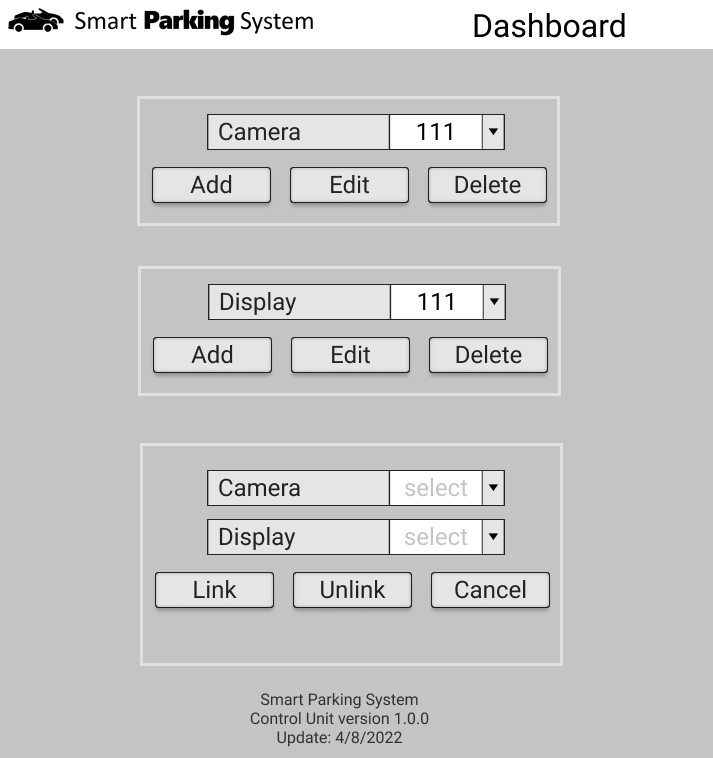 Smart Parking System
Dashboard
Camera 111
Add Edit Delete
Display 111
Add Edit Delete
Camera select
Display select
Link Unlink Cancel
Smart Parking System
Control Unit version 1.0.0
Update: 4/8/2022